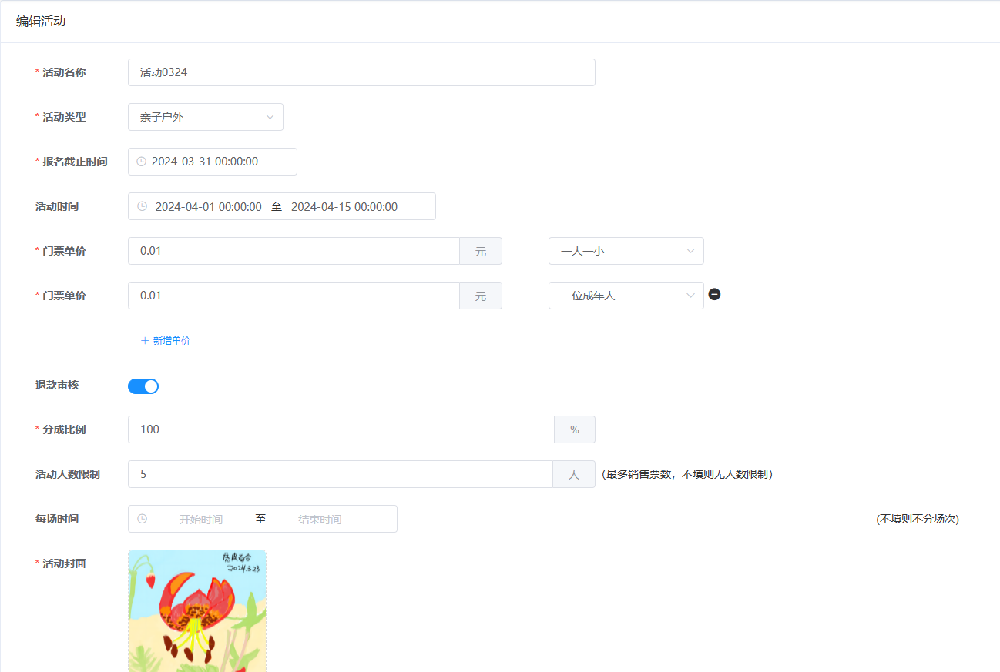 编辑活动
* 活动名称 活动0324
* 活动类型 亲子户外
* 报名截止时间 2024-03-31 00:00:00
活动时间 2024-04-01 00:00:00 至 2024-04-15 00:00:00
* 门票单价 0.01 元 一大一小
* 门票单价 0.01 元 一位成年人
+ 新增单价
退款审核
* 分成比例 100 %
活动人数限制 5 人 (最多销售票数，不填则无人数限制)
每场时间 开始时间 至 结束时间 (不填则不分场次)
* 活动封面
2024.3.23